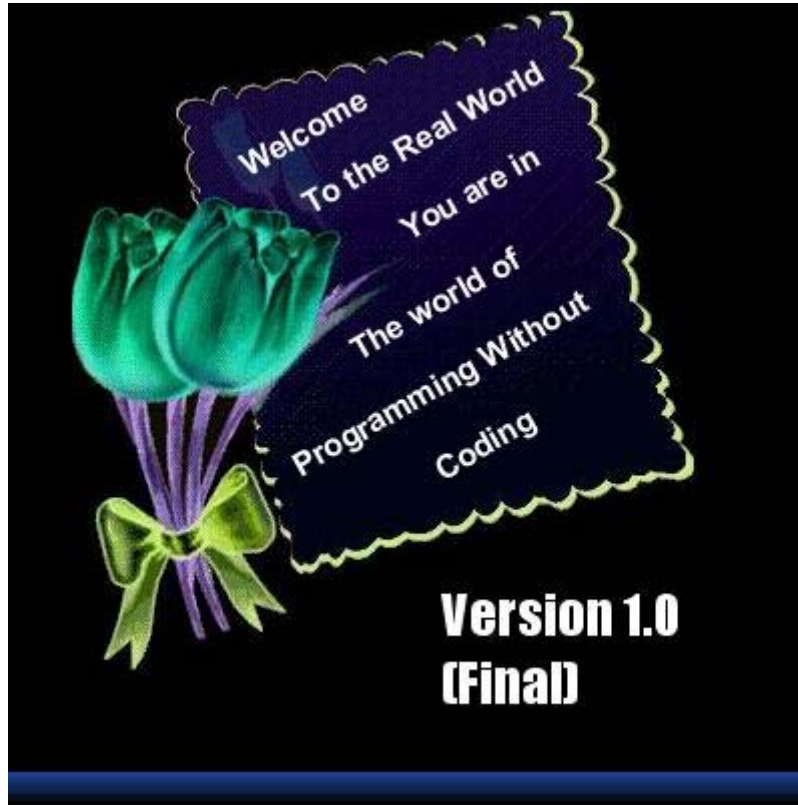 Welcome
To the Real World
You are in
The world of
Programming Without
Coding
Version 1.0
(Final)